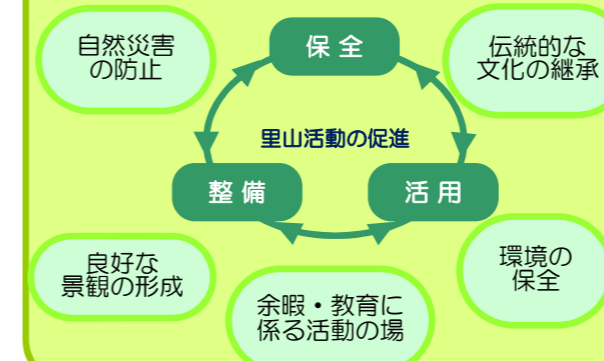 自然災害
の防止
保 全
伝統的な
文化の継承
里山活動の促進
整 備
活 用
良好な
景観の形成
余暇・教育に
係る活動の場
環境の
保全